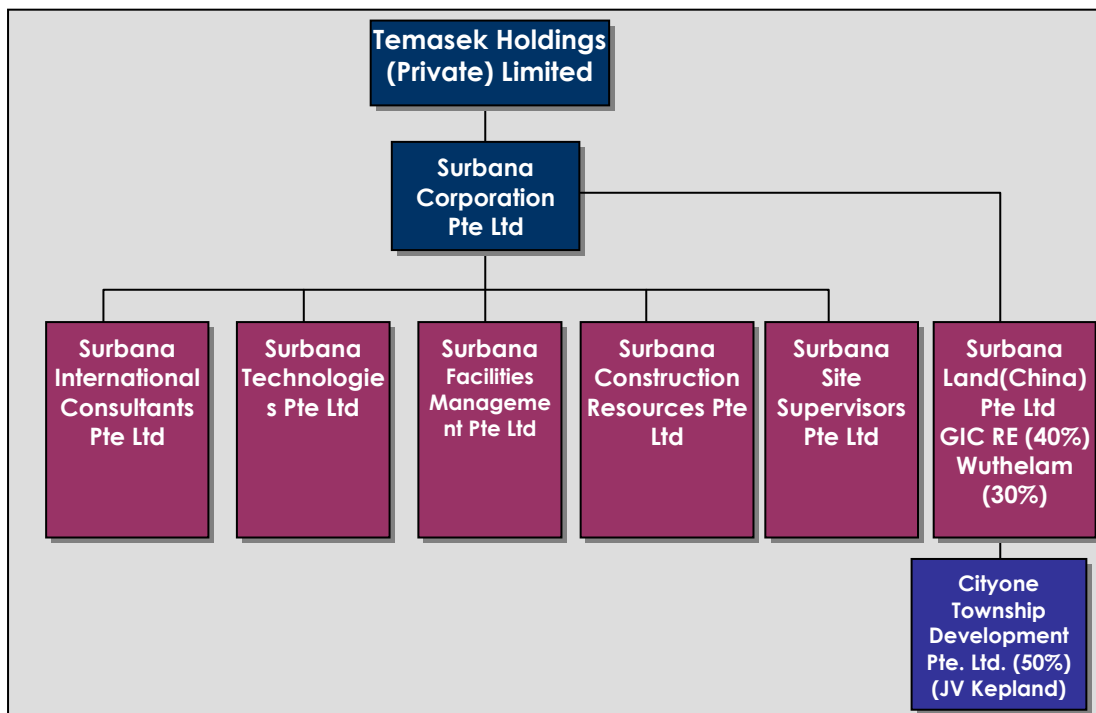 Temasek Holdings
(Private) Limited
Surbana
Corporation
Pte Ltd
Surbana
International
Consultants
Pte Ltd
Surbana
Technologie
s Pte Ltd
Surbana
Facilities
Manageme
nt Pte Ltd
Surbana
Construction
Resources Pte
Ltd
Surbana
Site
Supervisors
Pte Ltd
Surbana
Land(China)
Pte Ltd
GIC RE (40%)
Wuthelam
(30%)
Cityone
Township
Development
Pte. Ltd. (50%)
(JV Kepland)